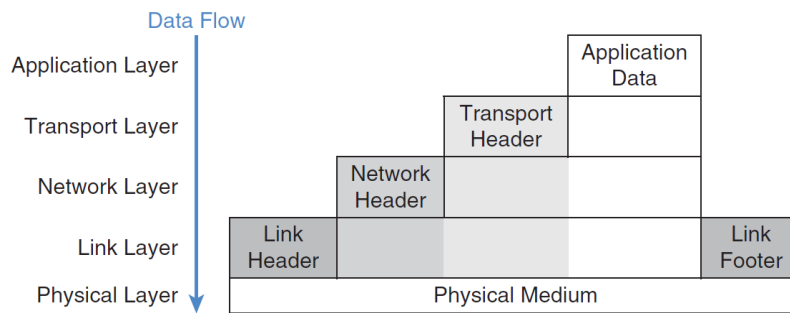 Data Flow
Application Layer
Application
Data
Transport Layer
Transport
Header
Network Layer
Network
Header
Link Layer
Link
Header
Link
Footer
Physical Layer
Physical Medium